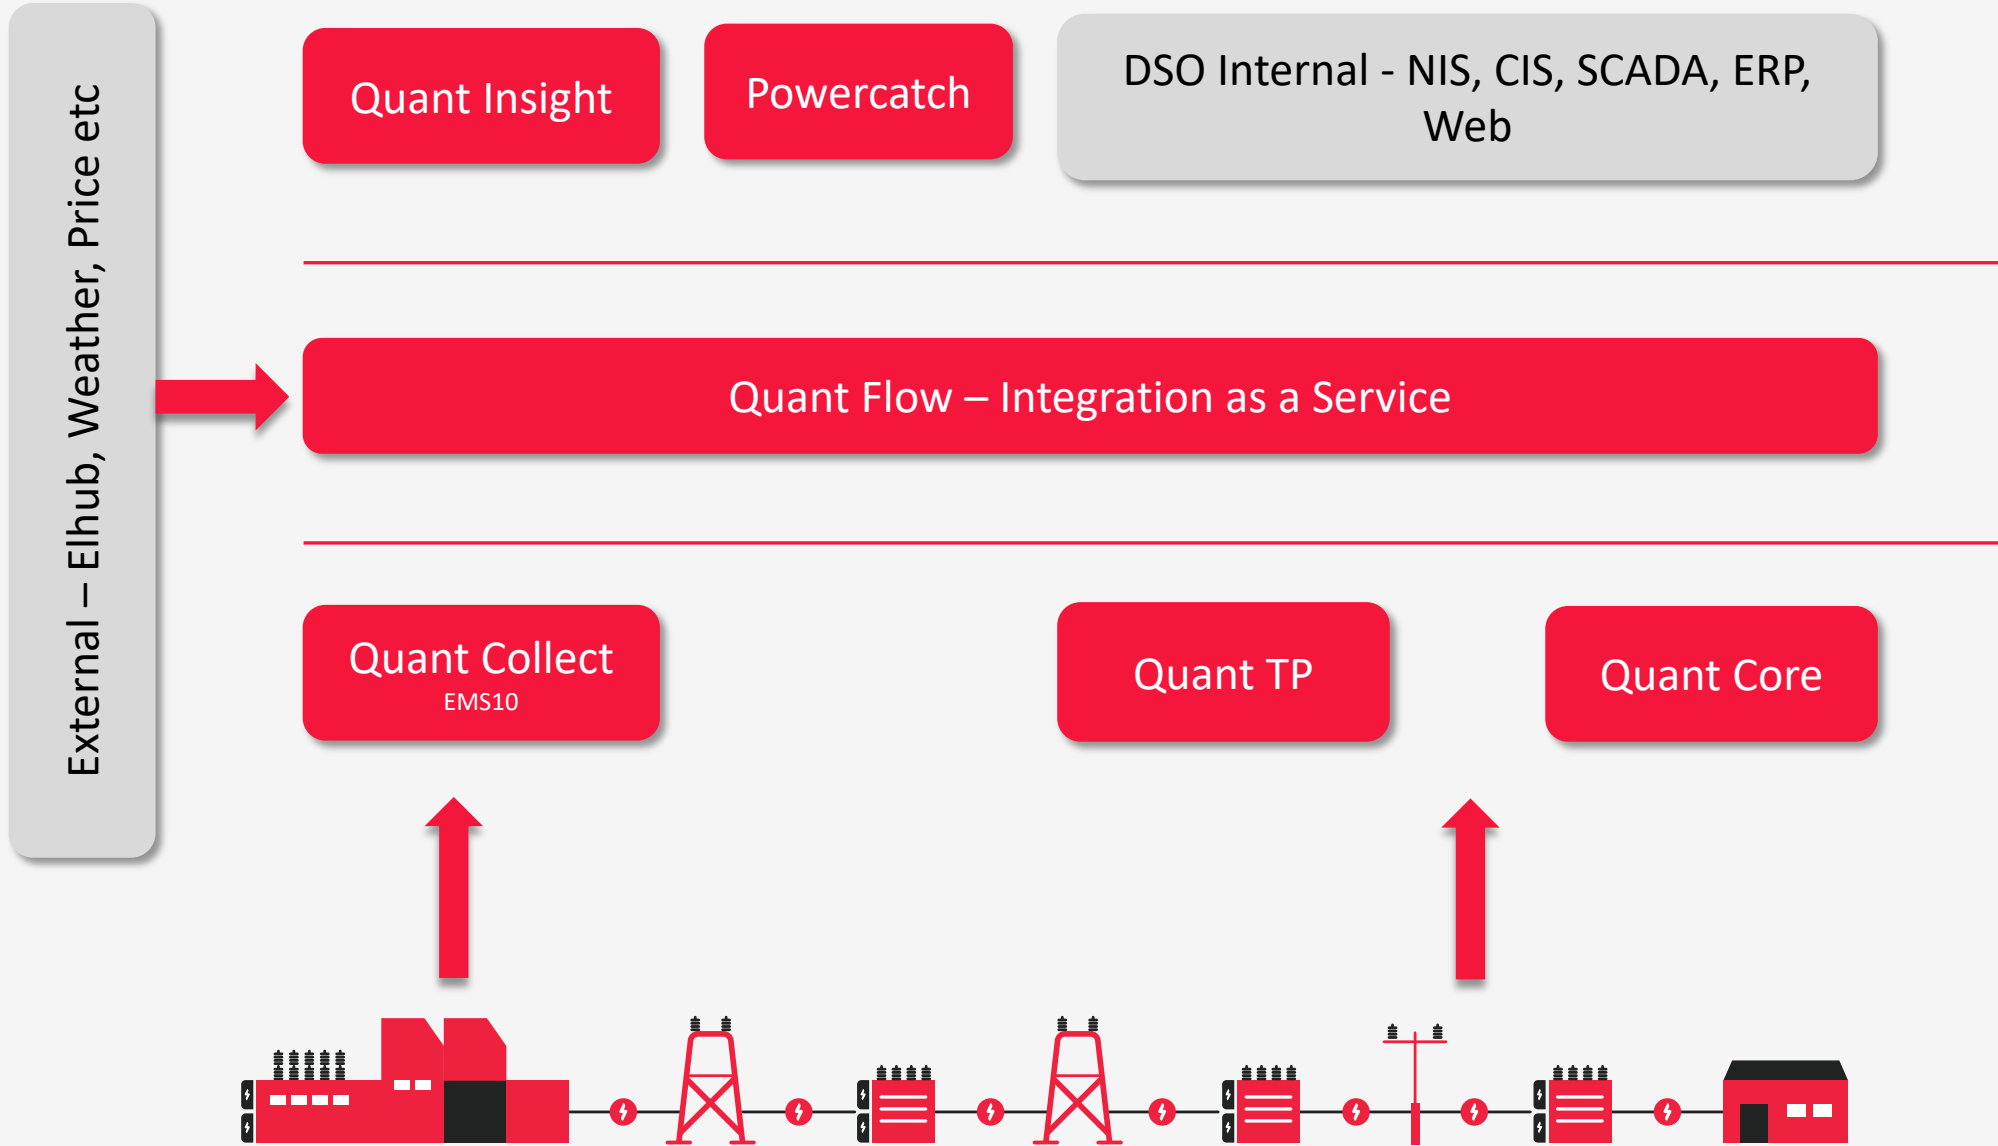 External – Elhub, Weather, Price etc
Quant Insight
Powercatch
DSO Internal - NIS, CIS, SCADA, ERP,
Web
Quant Flow – Integration as a Service
Quant Collect
EMS10
Quant TP
Quant Core